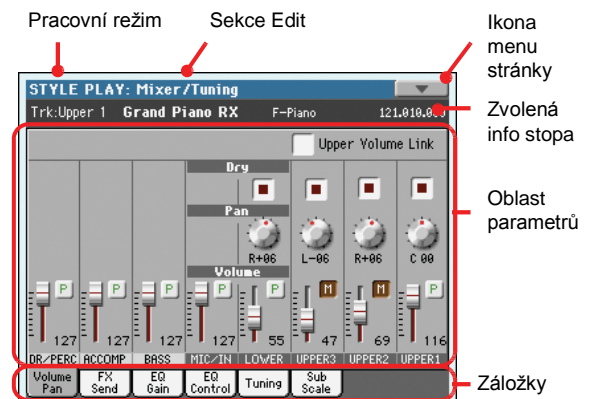 Pracovní režim
Sekce Edit
Ikona
menu
stránky
STYLE PLAY: Mixer/Tuning
Trk:Upper 1 Grand Piano RX F-Piano 121.010.0
Zvolená
info stopa
Upper Volume Link
Dry
Pan
R+06 L-06 R+06 C 00
Oblast
parametrů
Volume
P P P P P M M P
127 127 127 127 55 47 69 116
DR/PERC ACCOMP BASS MIC/IN LOWER UPPER3 UPPER2 UPPER1
Volume Pan
FX Send
EQ Gain
EQ Control
Tuning
Sub Scale
Záložky